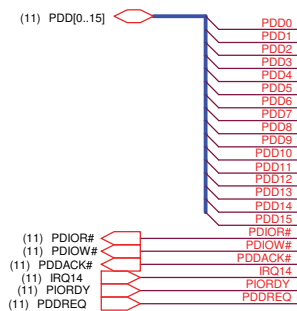 (11) PDD[0..15]
PDD0
PDD1
PDD2
PDD3
PDD4
PDD5
PDD6
PDD7
PDD8
PDD9
PDD10
PDD11
PDD12
PDD13
PDD14
PDD15
(11) PDIOR# PDIOR#
(11) PDIOW# PDIOW#
(11) PDDACK# PDDACK#
(11) IRQ14 IRQ14
(11) PIORDY PIORDY
(11) PDDREQ PDDREQ